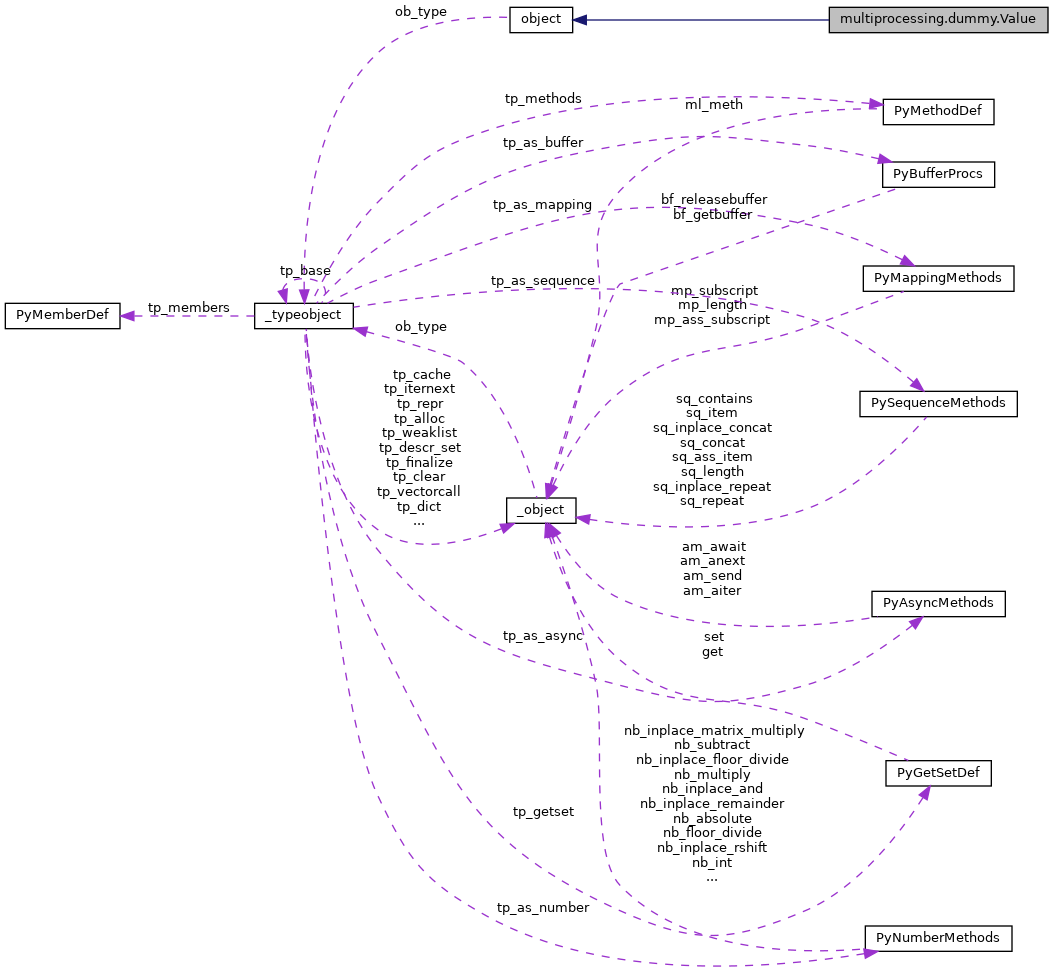 ob_type
object
multiprocessing.dummy.Value
tp_methods
ml_meth
PyMethodDef
tp_as_buffer
PyBufferProcs
tp_as_mapping
bf_releasebuffer
bf_getbuffer
tp_base
PyMappingMethods
tp_as_sequence
mp_subscript
mp_length
mp_ass_subscript
PyMemberDef
tp_members
_typeobject
ob_type
tp_cache
tp_iternext
tp_repr
tp_alloc
tp_weaklist
tp_descr_set
tp_finalize
tp_clear
tp_vectorcall
tp_dict
...
sq_contains
sq_item
sq_inplace_concat
sq_concat
sq_ass_item
sq_length
sq_inplace_repeat
sq_repeat
PySequenceMethods
_object
am_await
am_anext
am_send
am_aiter
PyAsyncMethods
tp_as_async
set
get
nb_inplace_matrix_multiply
nb_subtract
nb_inplace_floor_divide
nb_multiply
nb_inplace_and
nb_inplace_remainder
nb_absolute
nb_floor_divide
nb_inplace_rshift
nb_int
...
PyGetSetDef
tp_getset
tp_as_number
PyNumberMethods